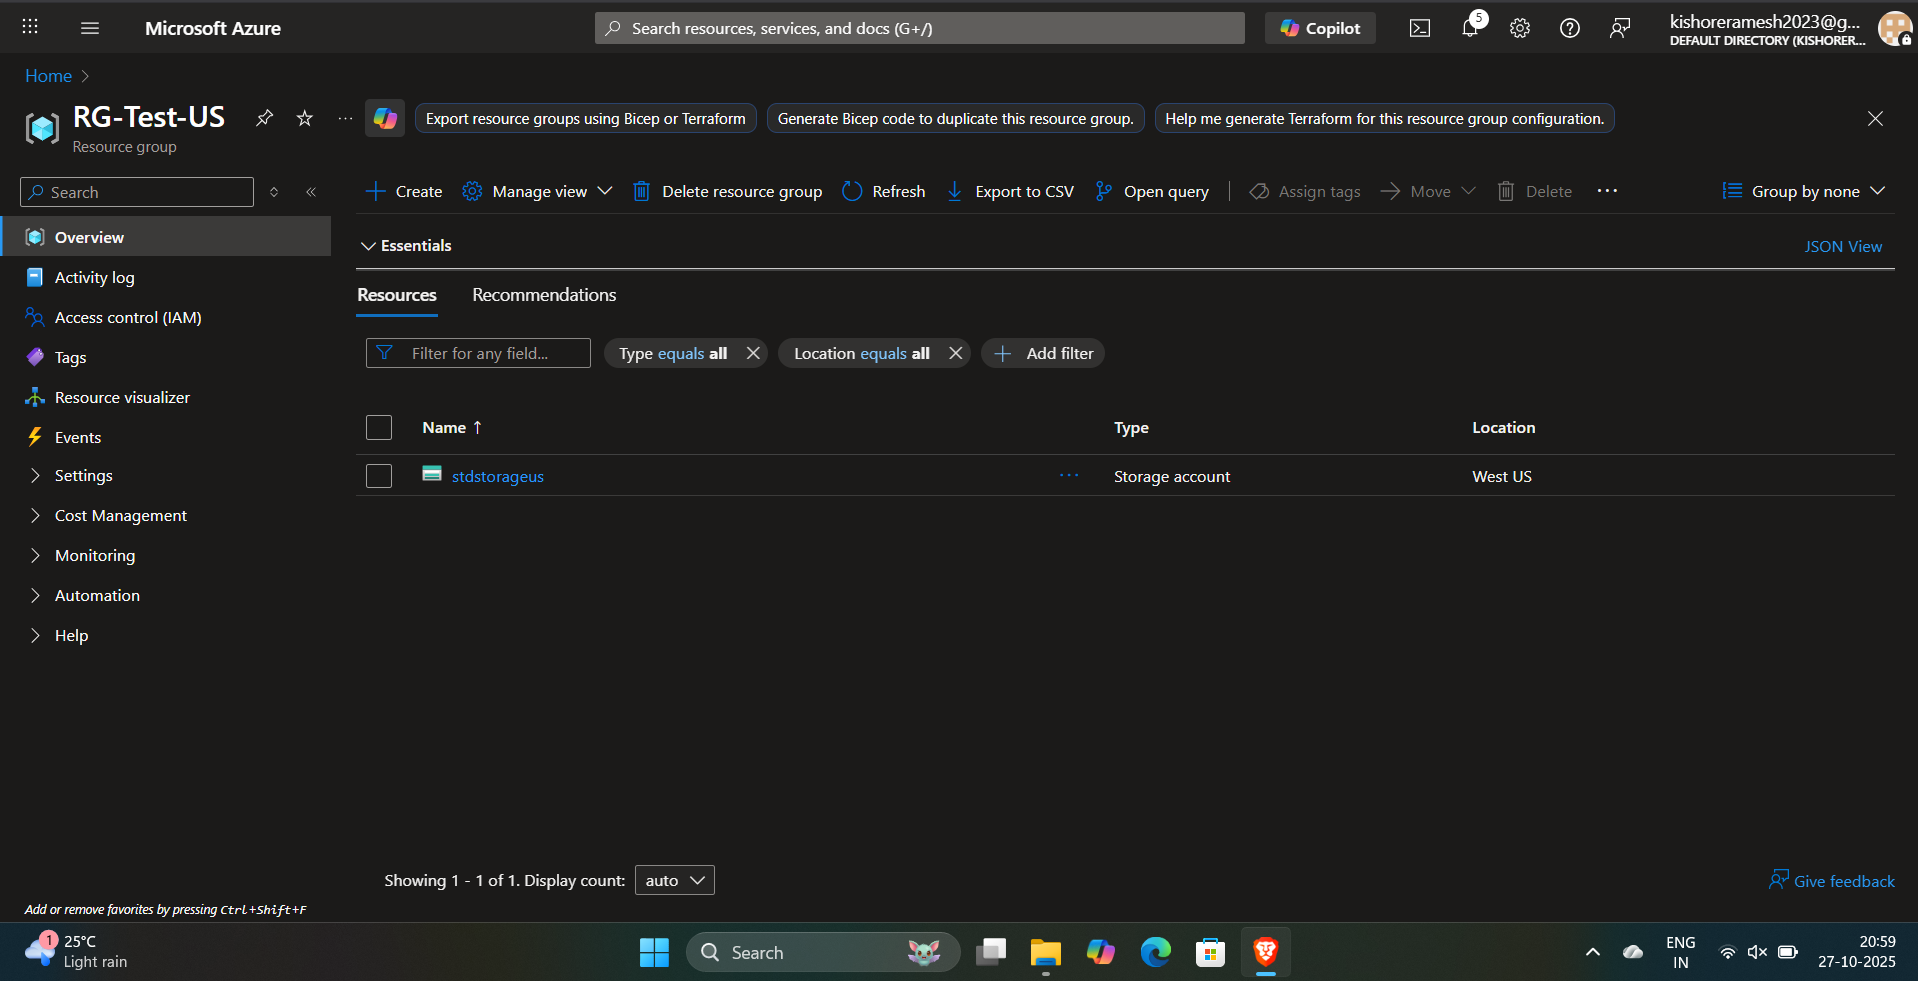 Microsoft Azure
Search resources, services, and docs (G+/)
Copilot
5
kishoreramesh2023@g...
DEFAULT DIRECTORY (KISHORER...
Home
RG-Test-US
Resource group
...
Export resource groups using Bicep or Terraform
Generate Bicep code to duplicate this resource group.
Help me generate Terraform for this resource group configuration.
Search
Create
Manage view
Delete resource group
Refresh
Export to CSV
Open query
Assign tags
Move
Delete
...
Group by none
Overview
Activity log
Access control (IAM)
Tags
Resource visualizer
Events
Settings
Cost Management
Monitoring
Automation
Help
Essentials
JSON View
Resources
Recommendations
Filter for any field...
Type equals all
Location equals all
Add filter
Name ↑
Type
Location
stdstorageus
...
Storage account
West US
Showing 1 - 1 of 1. Display count:
auto
Give feedback
Add or remove favorites by pressing Ctrl+Shift+F
1
25°C
Light rain
Search
ENG
IN
20:59
27-10-2025